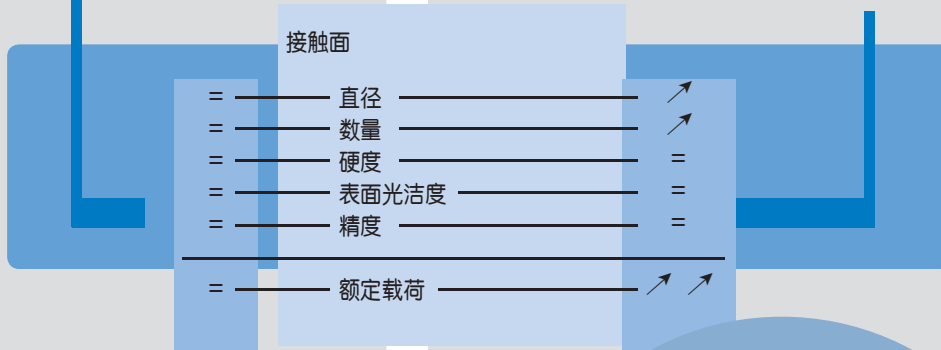 接触面
= 直径 ↗
= 数量 ↗
= 硬度 =
= 表面光洁度 =
= 精度 =
= 额定载荷 ↗ ↗